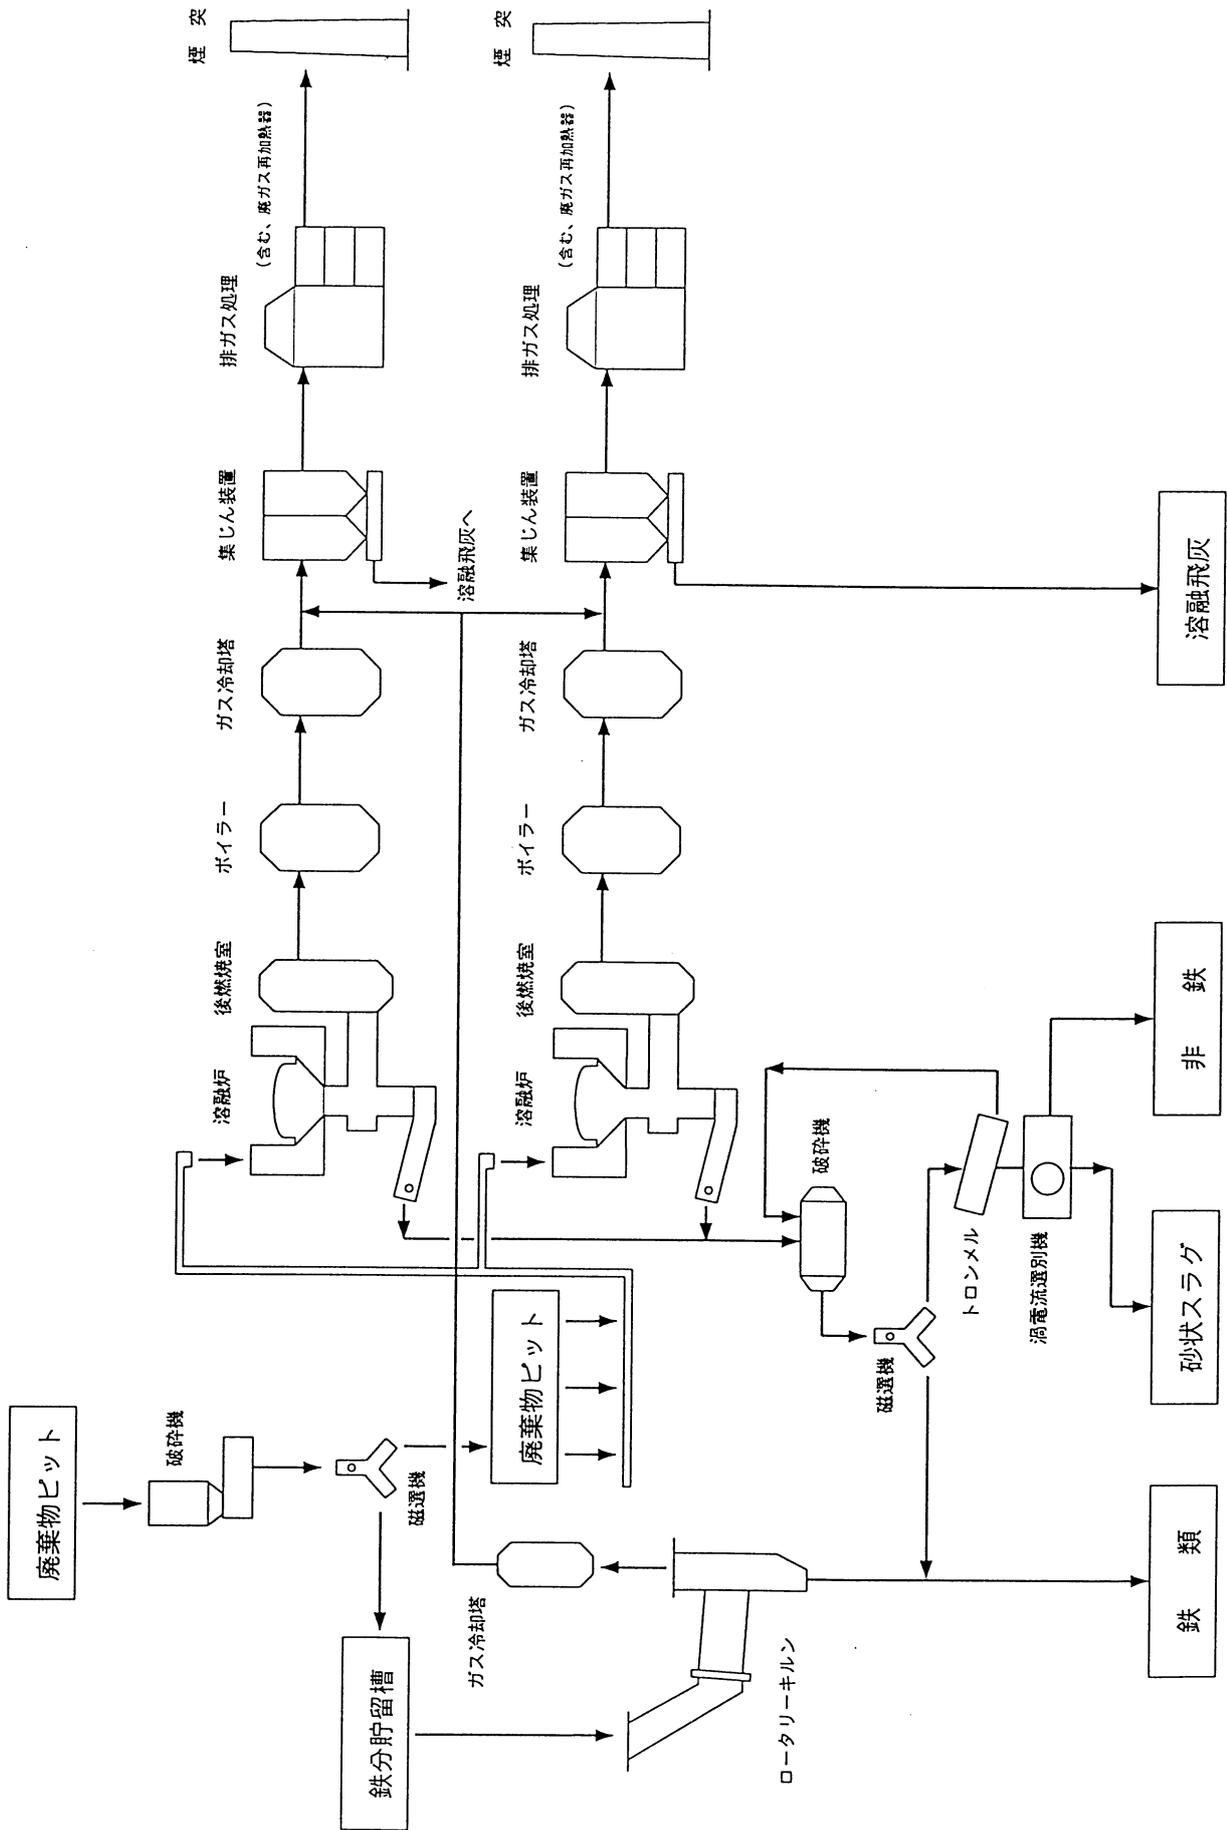 廃棄物ピット
破砕機
磁選機
鉄分貯留槽
廃棄物ピット
ガス冷却塔
ロータリーキルン
溶融炉
後燃焼室
ボイラー
ガス冷却塔
集じん装置
溶融飛灰へ
排ガス処理
(含む、廃ガス再加熱器)
煙突
溶融炉
後燃焼室
ボイラー
ガス冷却塔
集じん装置
排ガス処理
(含む、廃ガス再加熱器)
煙突
破砕機
磁選機
トロンメル
渦電流選別機
鉄類
砂状スラグ
非鉄
溶融飛灰